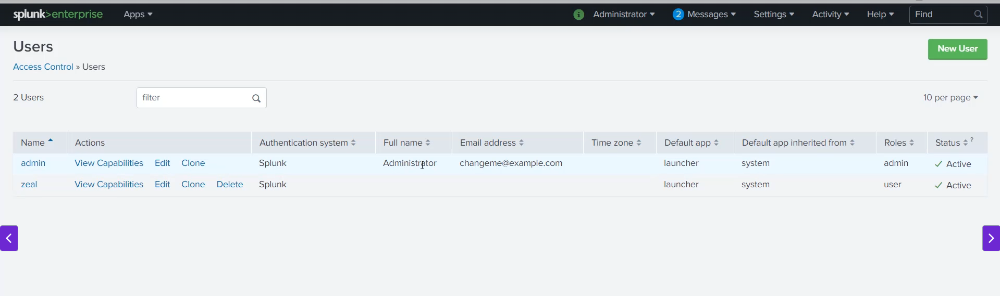 splunk>enterprise Apps i Administrator 2 Messages Settings Activity Help Find
Users
New User
Access Control » Users
2 Users filter 10 per page
Name Actions Authentication system Full name Email address Time zone Default app Default app inherited from Roles Status ?
admin View Capabilities Edit Clone Splunk Administrator changeme@example.com launcher system admin Active
zeal View Capabilities Edit Clone Delete Splunk launcher system user Active